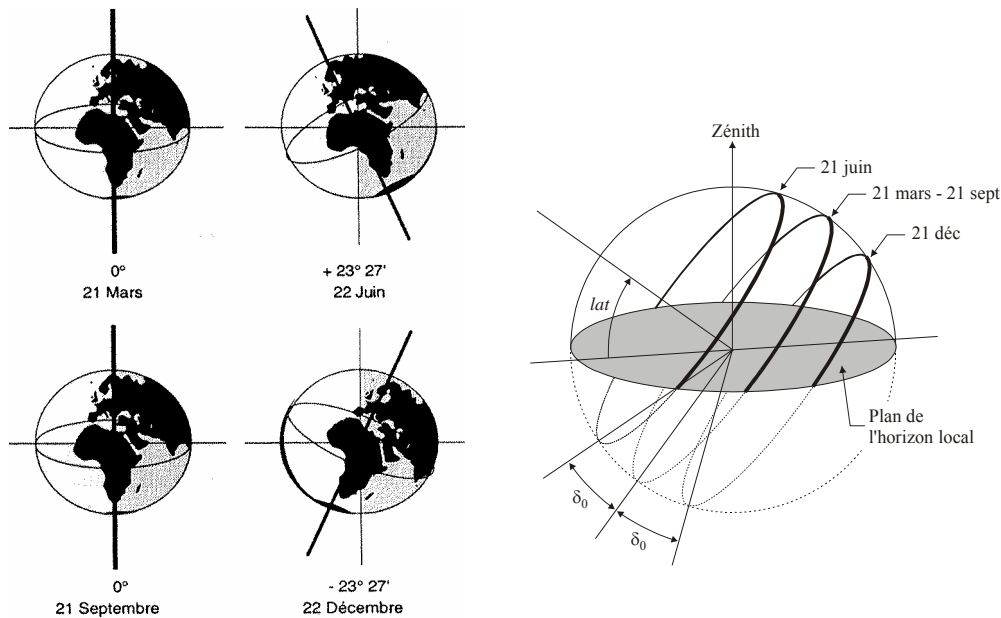 0°
21 Mars
+ 23° 27'
22 Juin
0°
21 Septembre
- 23° 27'
22 Décembre
Zénith
21 juin
21 mars - 21 sept
21 déc
lat
Plan de
l'horizon local
δ₀
δ₀